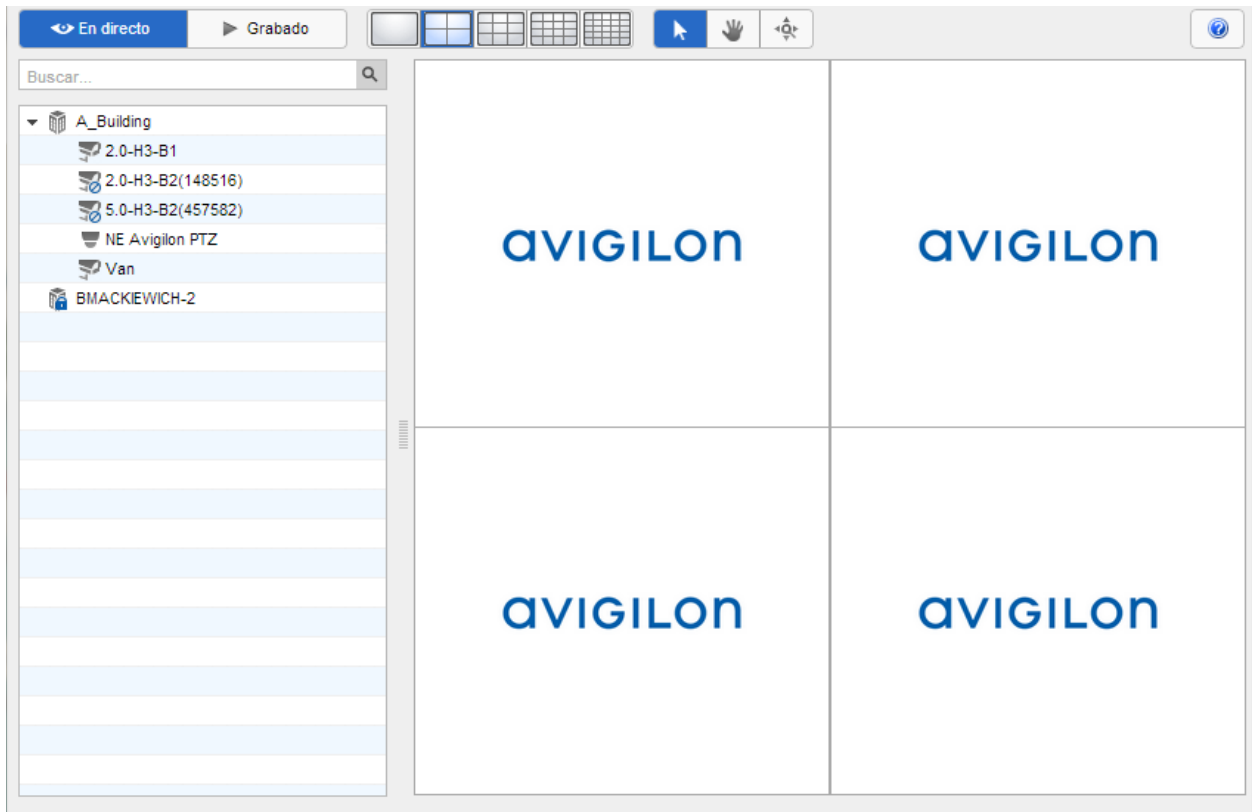 En directo
Grabado
Buscar...
A_Building
2.0-H3-B1
2.0-H3-B2(148516)
5.0-H3-B2(457582)
NE Avigilon PTZ
Van
BMACKIEWICH-2
avigilon
avigilon
avigilon
avigilon